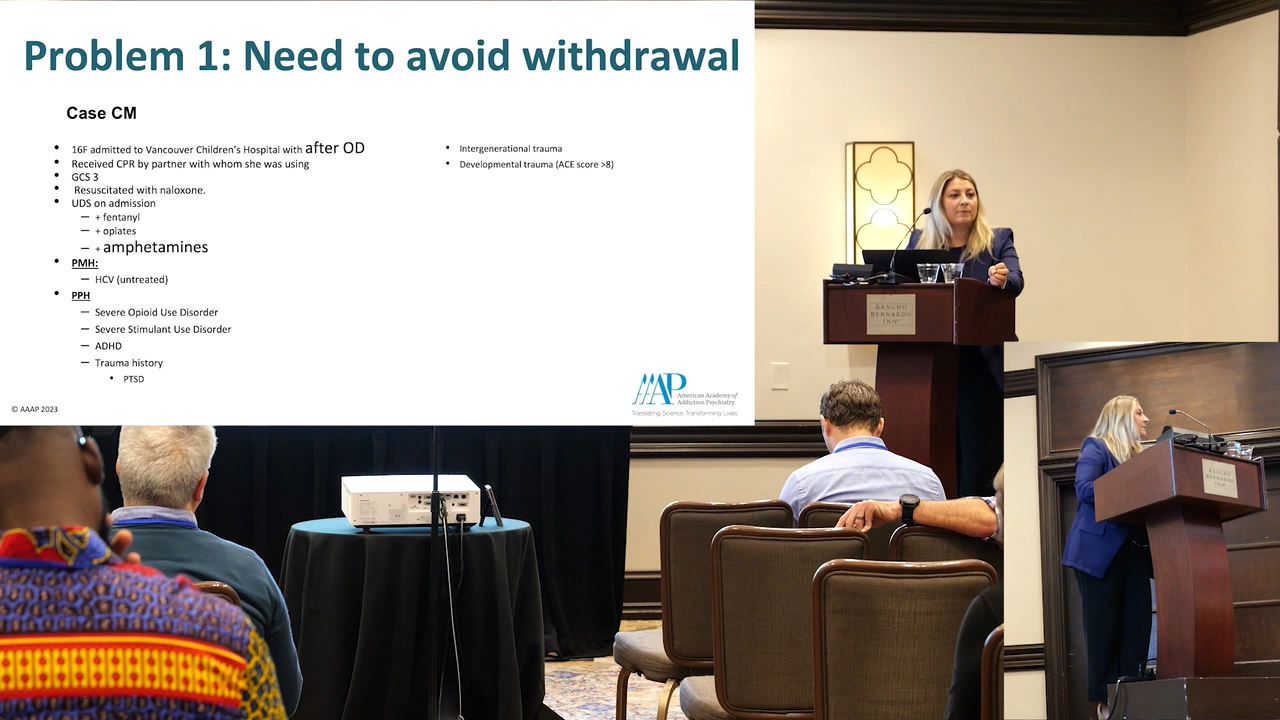 Problem 1: Need to avoid withdrawal
Case CM
• 16F admitted to Vancouver Children's Hospital with after OD
• Received CPR by partner with whom she was using
• GCS 3
• Resuscitated with naloxone.
• UDS on admission
– + fentanyl
– + opiates
– + amphetamines
• PMH:
– HCV (untreated)
• PPH
– Severe Opioid Use Disorder
– Severe Stimulant Use Disorder
– ADHD
– Trauma history
• PTSD
• Intergenerational trauma
• Developmental trauma (ACE score >8)
© AAAP 2023
AAAP
American Academy of
Addiction Psychiatry
Translating Science. Transforming Lives.
RANCHO
BERNARDO
INN
RANCHO
BERNARDO
INN